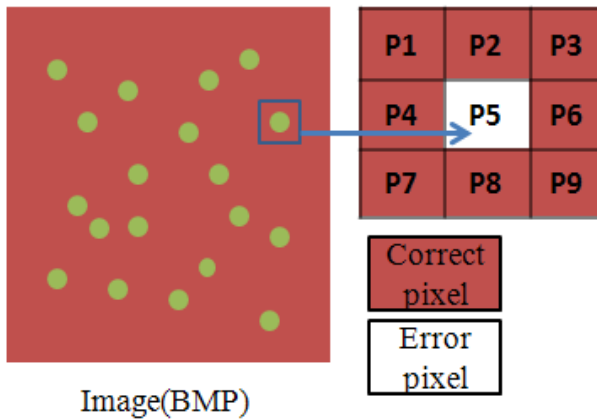 P1 P2 P3
P4 P5 P6
P7 P8 P9
Correct
pixel
Error
pixel
Image(BMP)